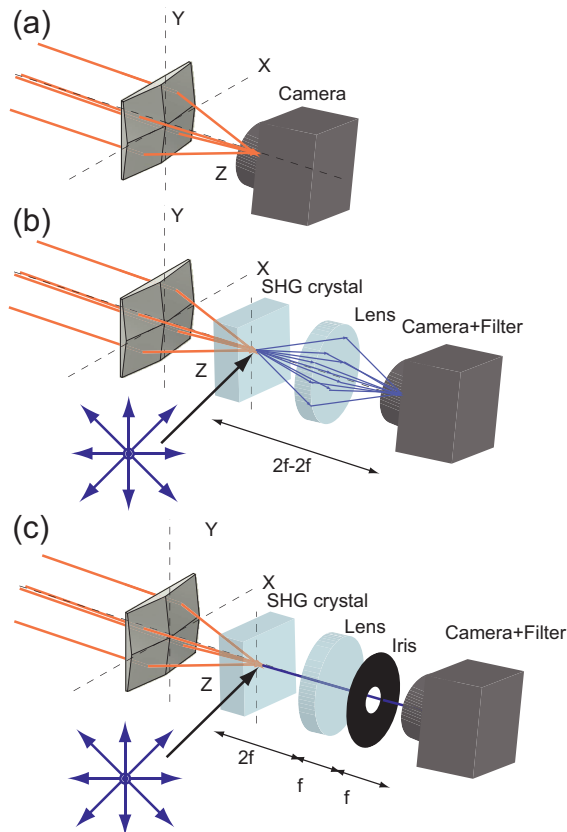 (a)
Y
X
Camera
Z
(b)
Y
X
SHG crystal
Lens
Camera+Filter
Z
2f-2f
(c)
Y
X
SHG crystal
Lens
Iris
Camera+Filter
Z
2f
f
f